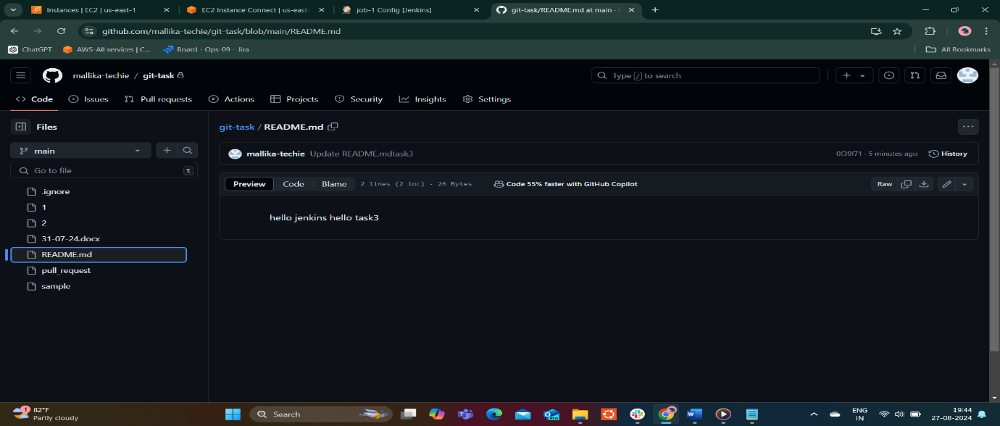 Instances | EC2 | us-east-1
EC2 Instance Connect | us-east-
job-1 Config [Jenkins]
git-task/README.md at main ·
github.com/mallika-techie/git-task/blob/main/README.md
ChatGPT
AWS-All services | C...
Board - Ops-09 - Jira
All Bookmarks
mallika-techie / git-task
Type / to search
<> Code
Issues
Pull requests
Actions
Projects
Security
Insights
Settings
Files
git-task / README.md
main
mallika-techie Update README.mdtask3
0f39f71 · 5 minutes ago
History
Go to file
t
Preview
Code
Blame
2 lines (2 loc) · 26 Bytes
Code 55% faster with GitHub Copilot
Raw
.ignore
1
2
31-07-24.docx
README.md
pull_request
sample
hello jenkins hello task3
1
82°F
Partly cloudy
Search
NEW
ENG
IN
19:44
27-08-2024